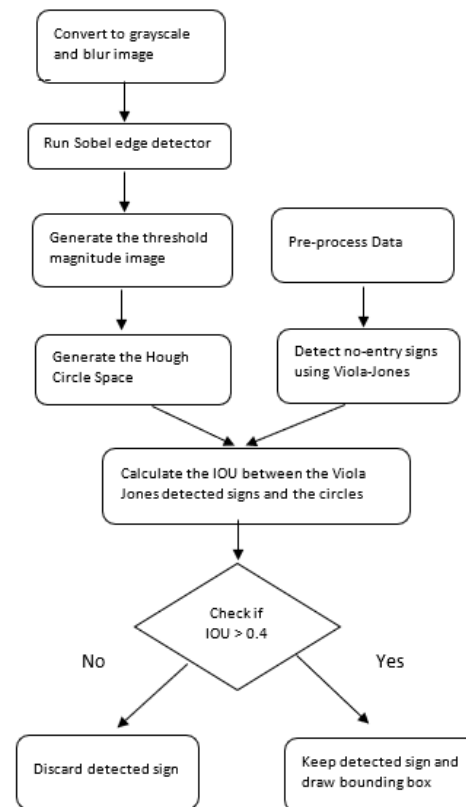 Convert to grayscale
and blur image
Run Sobel edge detector
Generate the threshold
magnitude image
Pre-process Data
Generate the Hough
Circle Space
Detect no-entry signs
using Viola-Jones
Calculate the IOU between the Viola
Jones detected signs and the circles
Check if
IOU > 0.4
No
Yes
Discard detected sign
Keep detected sign and
draw bounding box